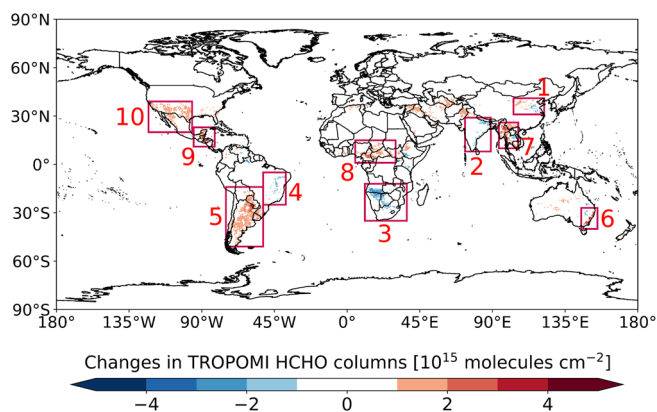 90°N
60°N
30°N
0°
30°S
60°S
90°S
180°
135°W
90°W
45°W
0°
45°E
90°E
135°E
180°
1
10
9
8
2
7
4
5
3
6
Changes in TROPOMI HCHO columns [10¹⁵ molecules cm⁻²]
−4
−2
0
2
4